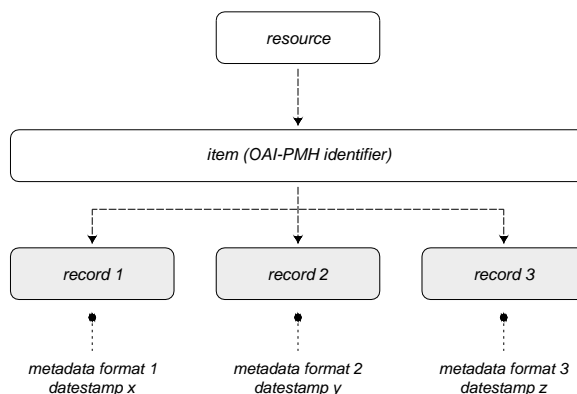 resource
item (OAI-PMH identifier)
record 1
record 2
record 3
metadata format 1
datestamp x
metadata format 2
datestamp y
metadata format 3
datestamp z